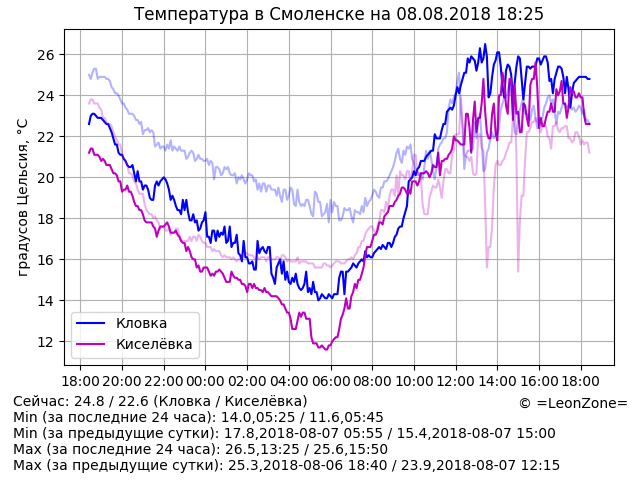 Температура в Смоленске на 08.08.2018 18:25
градусов Цельсия, °C
26
24
22
20
18
16
14
12
Кловка
Киселёвка
18:00 20:00 22:00 00:00 02:00 04:00 06:00 08:00 10:00 12:00 14:00 16:00 18:00
Сейчас: 24.8 / 22.6 (Кловка / Киселёвка)
© =LeonZone=
Min (за последние 24 часа): 14.0,05:25 / 11.6,05:45
Min (за предыдущие сутки): 17.8,2018-08-07 05:55 / 15.4,2018-08-07 15:00
Max (за последние 24 часа): 26.5,13:25 / 25.6,15:50
Max (за предыдущие сутки): 25.3,2018-08-06 18:40 / 23.9,2018-08-07 12:15